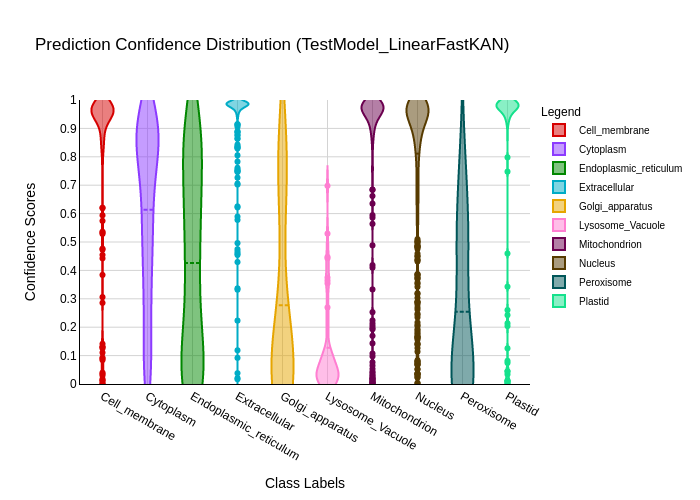 Prediction Confidence Distribution (TestModel_LinearFastKAN)
Legend
Cell_membrane
Cytoplasm
Endoplasmic_reticulum
Extracellular
Golgi_apparatus
Lysosome_Vacuole
Mitochondrion
Nucleus
Peroxisome
Plastid
Confidence Scores
1
0.9
0.8
0.7
0.6
0.5
0.4
0.3
0.2
0.1
0
Cell_membrane
Cytoplasm
Endoplasmic_reticulum
Extracellular
Golgi_apparatus
Lysosome_Vacuole
Mitochondrion
Nucleus
Peroxisome
Plastid
Class Labels